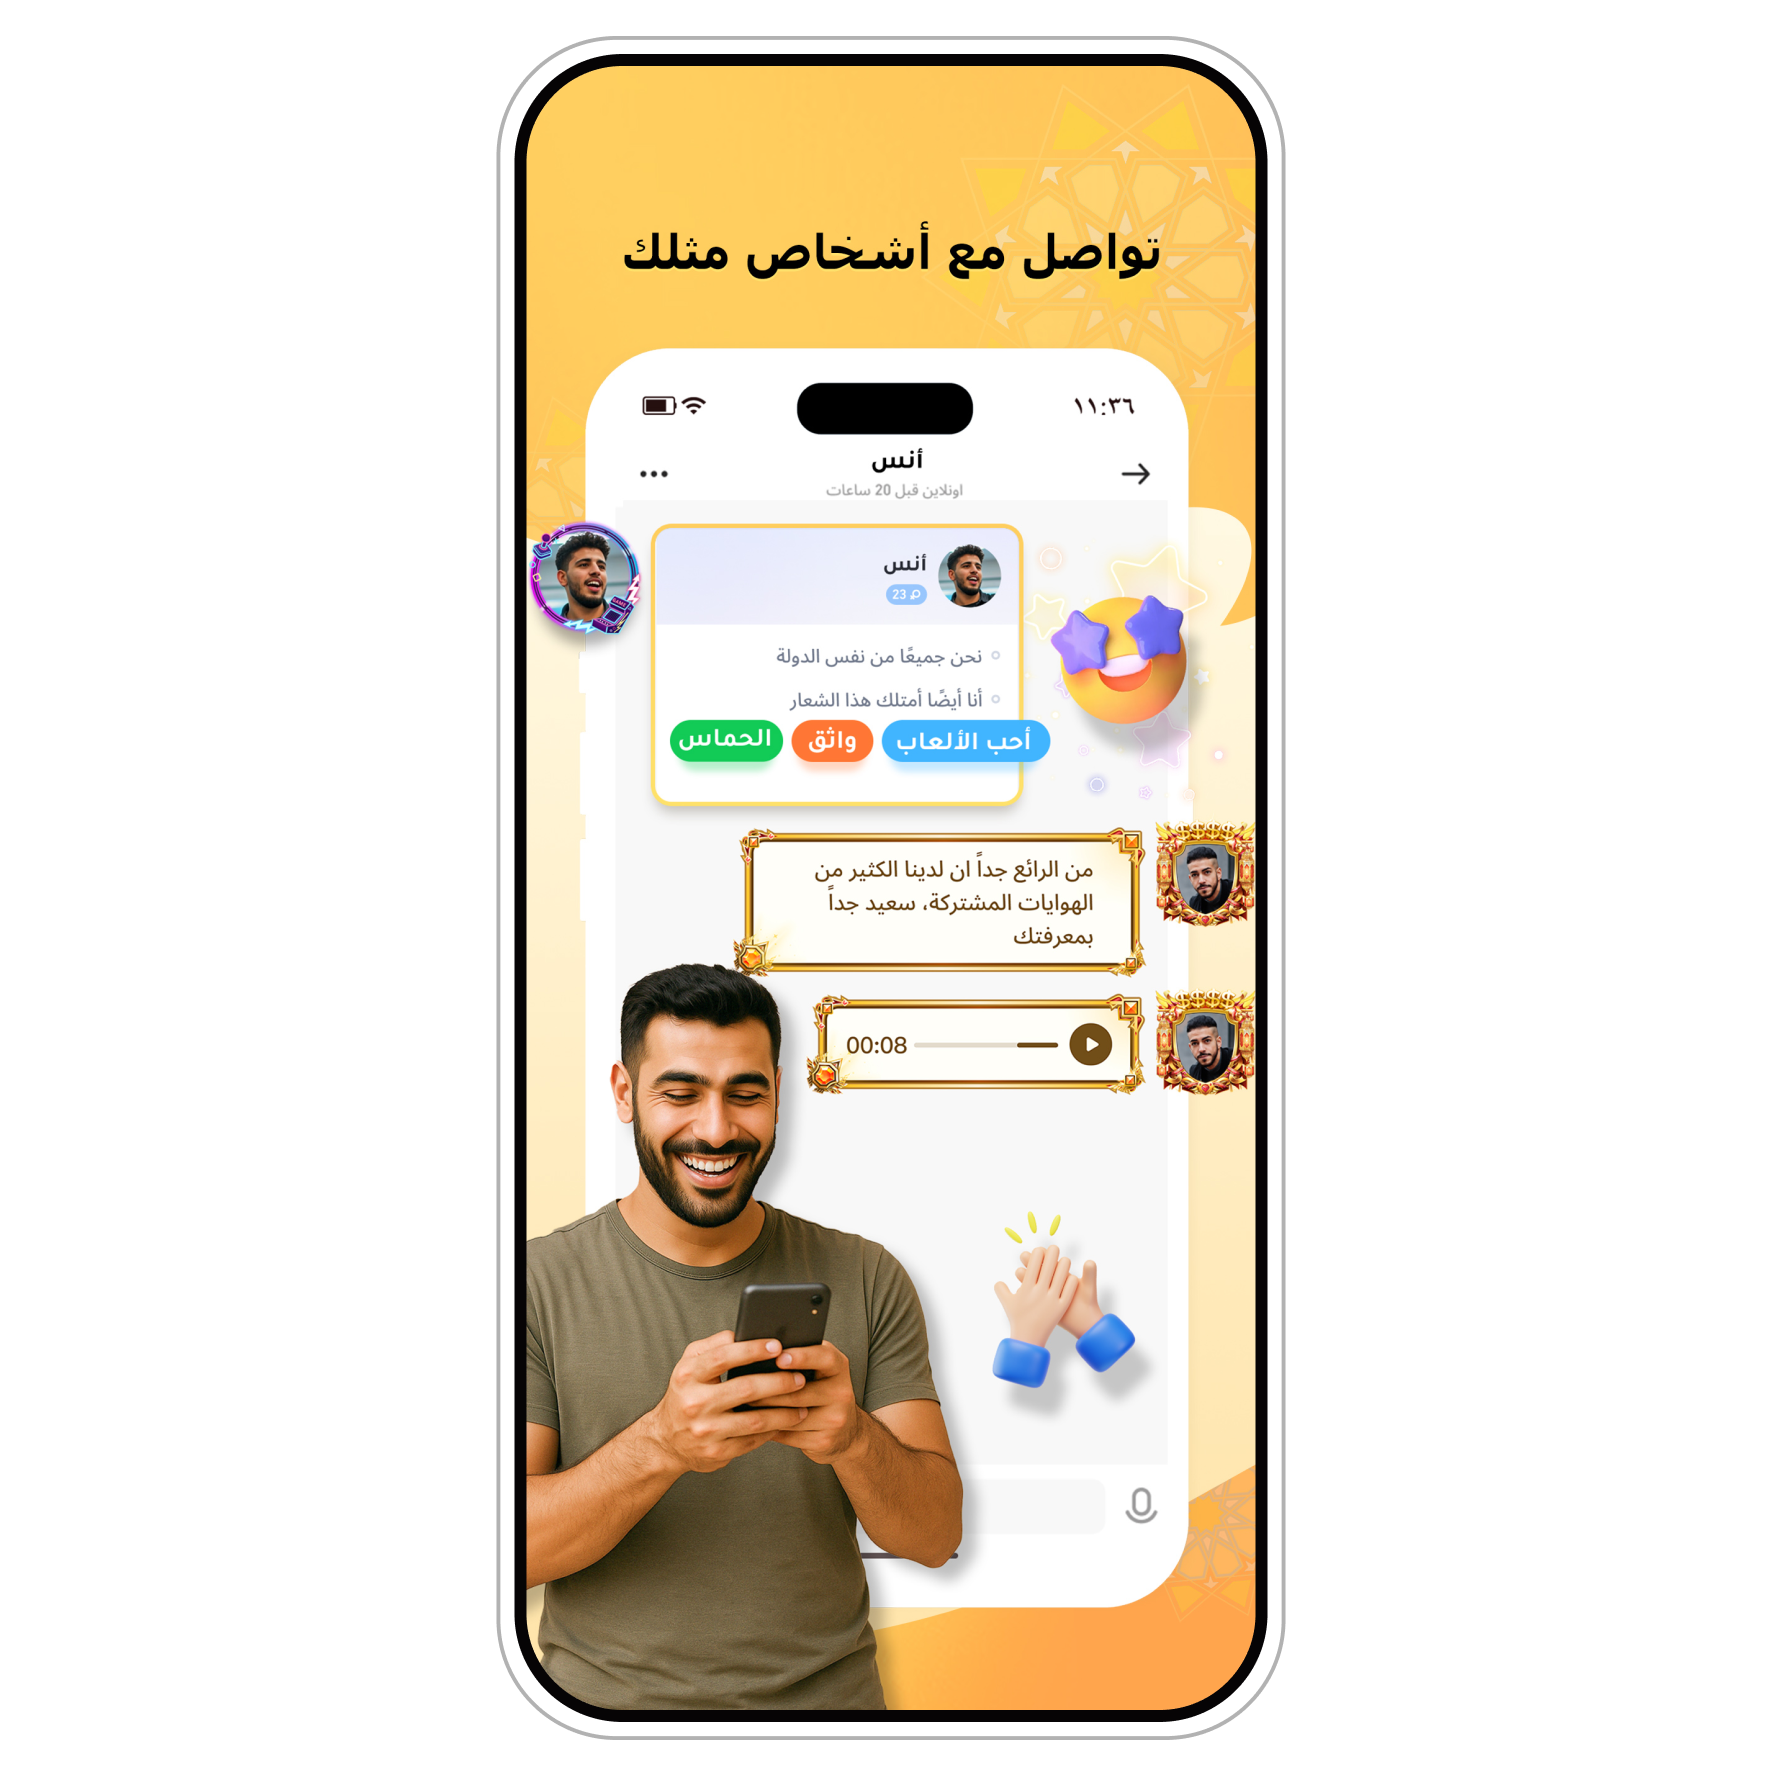 تواصل مع أشخاص مثلك
١١:٣٦
أنس
اونلاين قبل 20 ساعات
أنس
23
نحن جميعًا من نفس الدولة
أنا أيضًا أمتلك هذا الشعار
أحب الألعاب واثق الحماس
من الرائع جداً ان لدينا الكثير من
الهوايات المشتركة، سعيد جداً
بمعرفتك
00:08